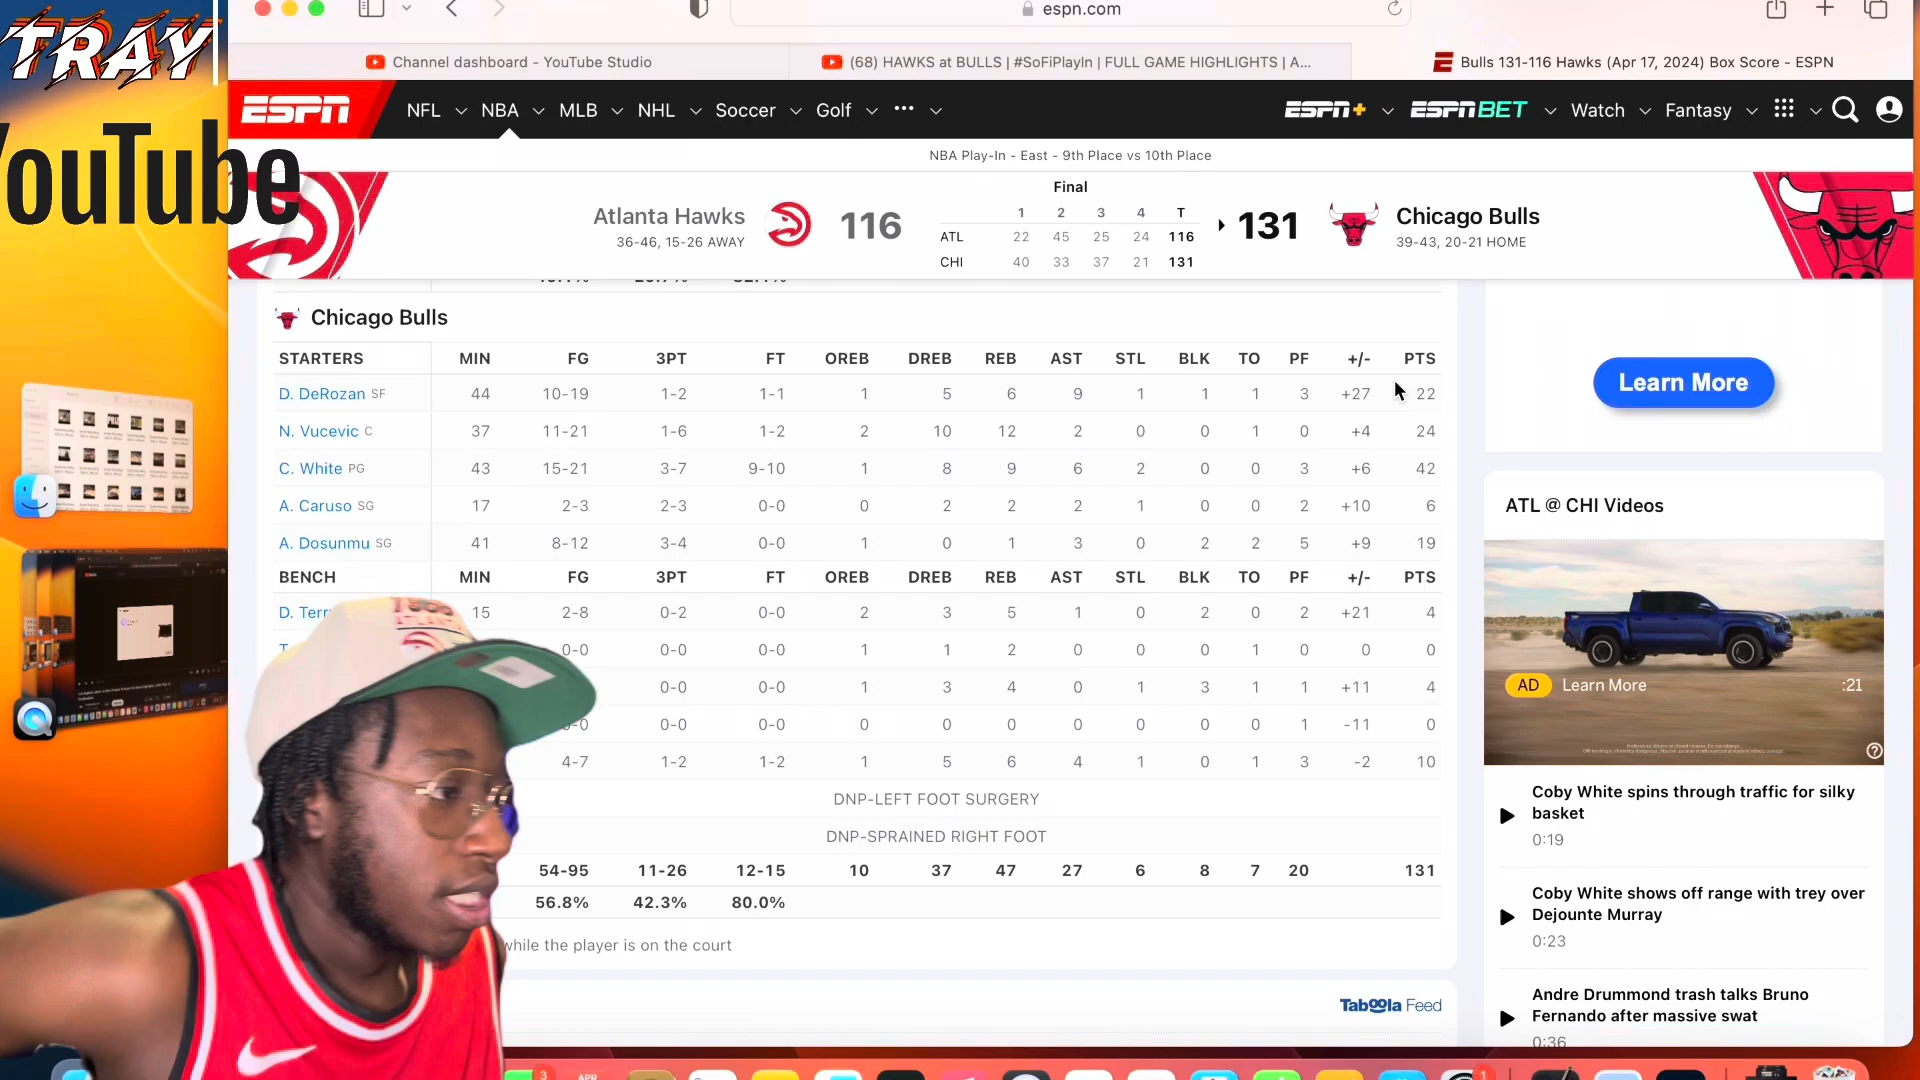 TRAY
YouTube
espn.com
Channel dashboard - YouTube Studio
(68) HAWKS at BULLS | #SoFiPlayIn | FULL GAME HIGHLIGHTS | A...
Bulls 131-116 Hawks (Apr 17, 2024) Box Score - ESPN
ESPN NFL NBA MLB NHL Soccer Golf ••• ESPN+ ESPN BET Watch Fantasy
NBA Play-In - East - 9th Place vs 10th Place
Final
Atlanta Hawks
36-46, 15-26 AWAY
116
1 2 3 4 T
ATL 22 45 25 24 116
CHI 40 33 37 21 131
131
Chicago Bulls
39-43, 20-21 HOME
Chicago Bulls
STARTERS MIN FG 3PT FT OREB DREB REB AST STL BLK TO PF +/- PTS
D. DeRozan SF 44 10-19 1-2 1-1 1 5 6 9 1 1 1 3 +27 22
N. Vucevic C 37 11-21 1-6 1-2 2 10 12 2 0 0 1 0 +4 24
C. White PG 43 15-21 3-7 9-10 1 8 9 6 2 0 0 3 +6 42
A. Caruso SG 17 2-3 2-3 0-0 0 2 2 2 1 0 0 2 +10 6
A. Dosunmu SG 41 8-12 3-4 0-0 1 0 1 3 0 2 2 5 +9 19
BENCH MIN FG 3PT FT OREB DREB REB AST STL BLK TO PF +/- PTS
D. Terr 15 2-8 0-2 0-0 2 3 5 1 0 2 0 2 +21 4
0-0 0-0 0-0 1 1 2 0 0 0 1 0 0 0
0-0 0-0 1 3 4 0 1 3 1 1 +11 4
-0 0-0 0-0 0 0 0 0 0 0 0 1 -11 0
4-7 1-2 1-2 1 5 6 4 1 0 1 3 -2 10
DNP-LEFT FOOT SURGERY
DNP-SPRAINED RIGHT FOOT
54-95 11-26 12-15 10 37 47 27 6 8 7 20 131
56.8% 42.3% 80.0%
while the player is on the court
Taboola Feed
Learn More
ATL @ CHI Videos
AD Learn More :21
Coby White spins through traffic for silky
basket
0:19
Coby White shows off range with trey over
Dejounte Murray
0:23
Andre Drummond trash talks Bruno
Fernando after massive swat
0:36
3
APR
1